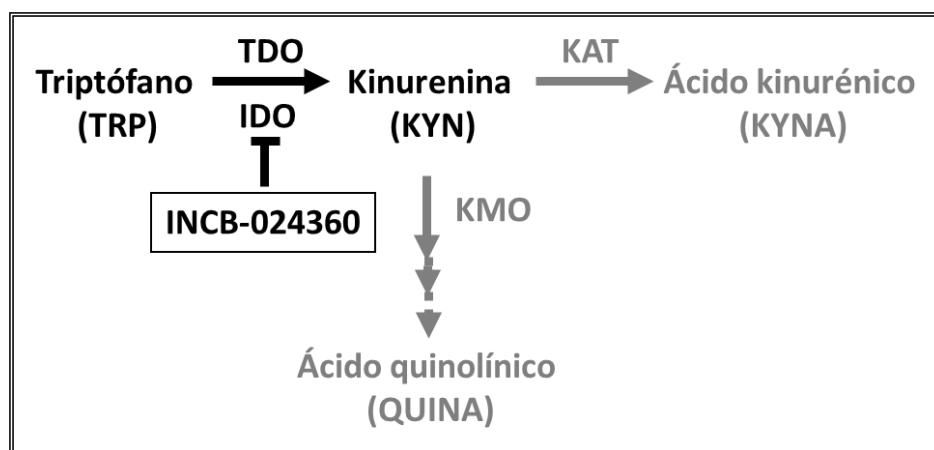 TDO
Triptófano Kinurenina KAT Ácido kinurénico
(TRP) IDO (KYN) (KYNA)
INCB-024360
KMO
Ácido quinolínico
(QUINA)